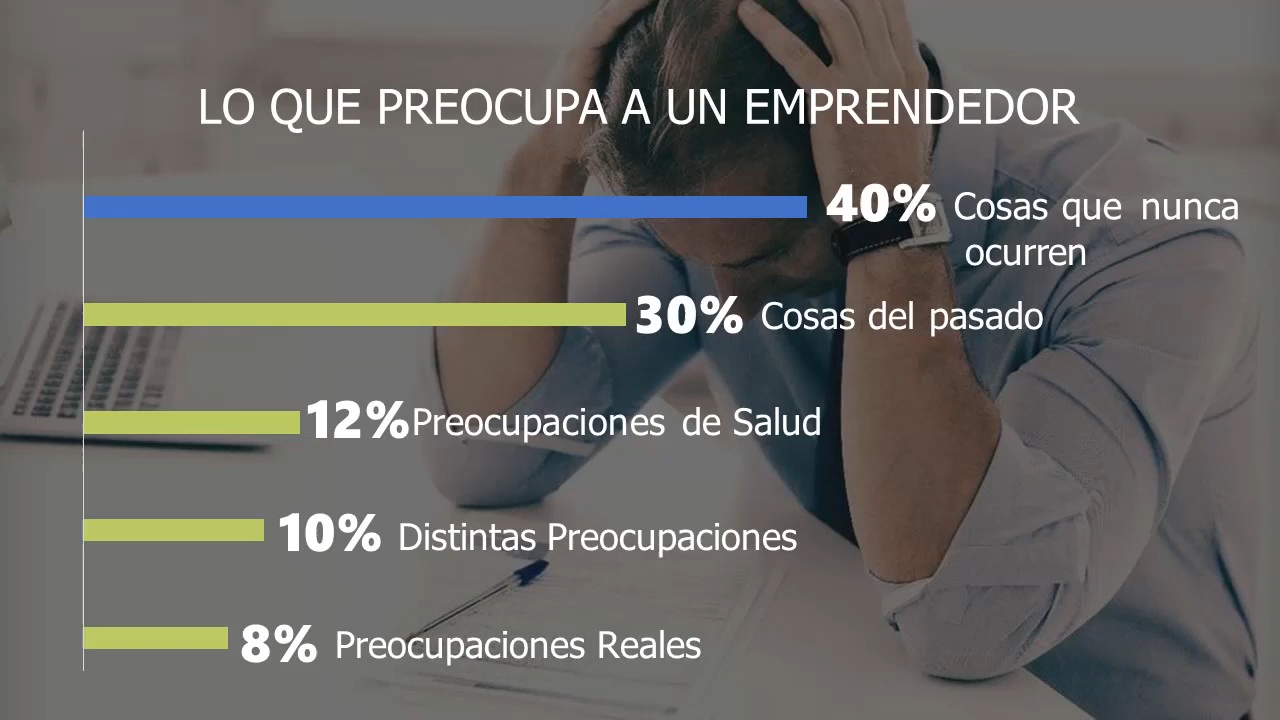 LO QUE PREOCUPA A UN EMPRENDEDOR
40% Cosas que nunca
ocurren
30% Cosas del pasado
12% Preocupaciones de Salud
10% Distintas Preocupaciones
8% Preocupaciones Reales